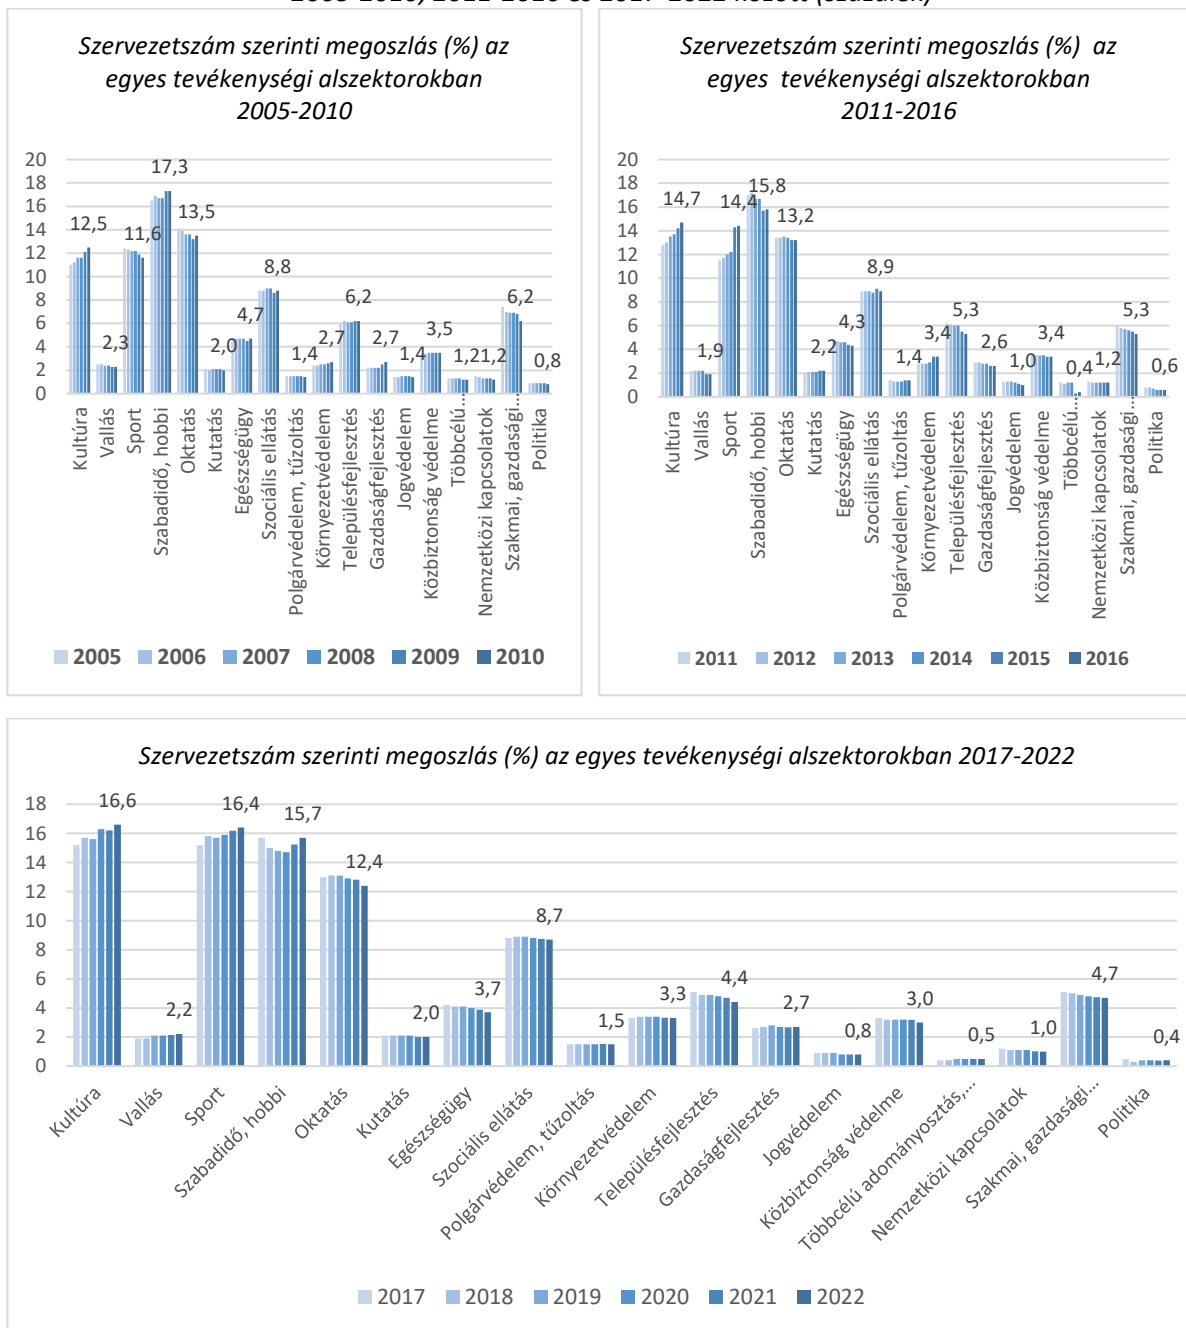 2005-2010, 2011-2016 és 2017-2022 között (százalék)
Szervezetszám szerinti megoszlás (%) az
egyes tevékenységi alszektorokban
2005-2010
20
18
16
14
12
10
8
6
4
2
0
12,5
2,3
11,6
17,3
13,5
2,0
4,7
8,8
1,4
2,7
6,2
2,7
1,4
3,5
1,2
1,2
6,2
0,8
Kultúra
Vallás
Sport
Szabadidő, hobbi
Oktatás
Kutatás
Egészségügy
Szociális ellátás
Polgárvédelem, tűzoltás
Környezetvédelem
Településfejlesztés
Gazdaságfejlesztés
Jogvédelem
Közbiztonság védelme
Többcélú…
Nemzetközi kapcsolatok
Szakmai, gazdasági…
Politika
2005 2006 2007 2008 2009 2010
Szervezetszám szerinti megoszlás (%) az
egyes tevékenységi alszektorokban
2011-2016
20
18
16
14
12
10
8
6
4
2
0
14,7
1,9
14,4
15,8
13,2
2,2
4,3
8,9
1,4
3,4
5,3
2,6
1,0
3,4
0,4
1,2
5,3
0,6
Kultúra
Vallás
Sport
Szabadidő, hobbi
Oktatás
Kutatás
Egészségügy
Szociális ellátás
Polgárvédelem, tűzoltás
Környezetvédelem
Településfejlesztés
Gazdaságfejlesztés
Jogvédelem
Közbiztonság védelme
Többcélú…
Nemzetközi kapcsolatok
Szakmai, gazdasági…
Politika
2011 2012 2013 2014 2015 2016
Szervezetszám szerinti megoszlás (%) az egyes tevékenységi alszektorokban 2017-2022
18
16
14
12
10
8
6
4
2
0
16,6
2,2
16,4
15,7
12,4
2,0
3,7
8,7
1,5
3,3
4,4
2,7
0,8
3,0
0,5
1,0
4,7
0,4
Kultúra
Vallás
Sport
Szabadidő, hobbi
Oktatás
Kutatás
Egészségügy
Szociális ellátás
Polgárvédelem, tűzoltás
Környezetvédelem
Településfejlesztés
Gazdaságfejlesztés
Jogvédelem
Közbiztonság védelme
Többcélú adományosztás,…
Nemzetközi kapcsolatok
Szakmai, gazdasági…
Politika
2017 2018 2019 2020 2021 2022